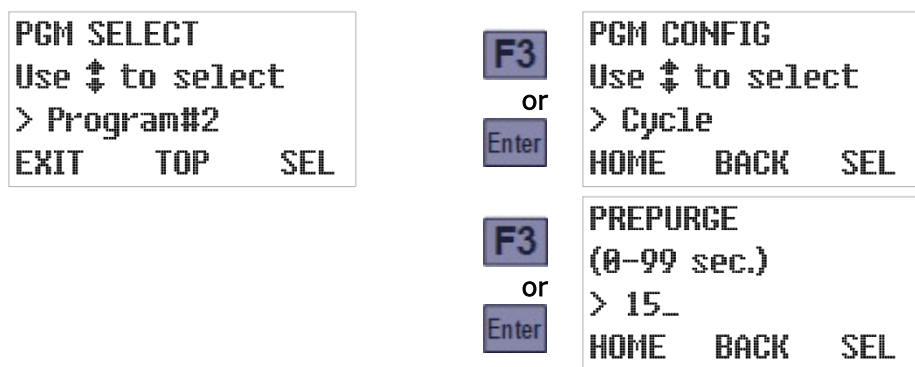 PGM SELECT
Use ↕ to select
> Program#2
EXIT TOP SEL
F3
or
Enter
PGM CONFIG
Use ↕ to select
> Cycle
HOME BACK SEL
F3
or
Enter
PREPURGE
(0-99 sec.)
> 15_
HOME BACK SEL